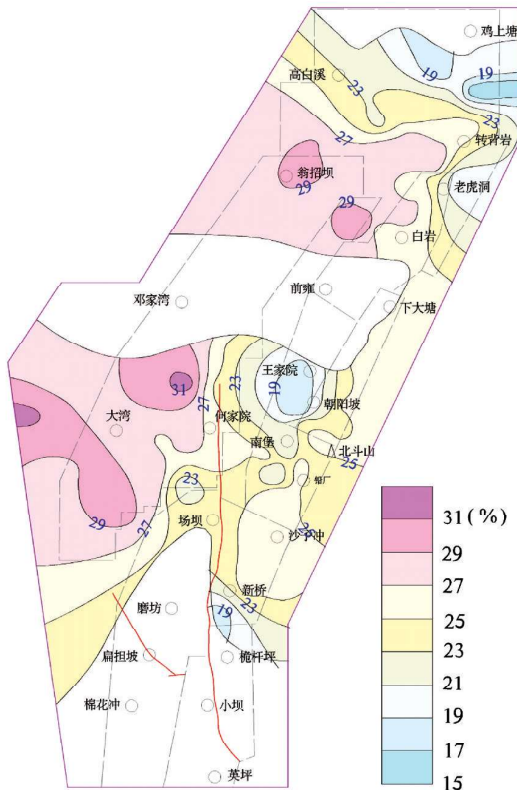 鸡上塘
19
19
高白溪
23
23
转背岩
27
翁招坝
29
老虎洞
29
白岩
前雍
邓家湾
下大塘
王家院
23
19
31
27
朝阳坡
大湾
何家院
南堡
北斗山
25
23
铅厂
29
27
场坝
25
沙子冲
新桥
23
磨坊
19
扁担坡
桅杆坪
棉花冲
小坝
英坪
31(%)
29
27
25
23
21
19
17
15